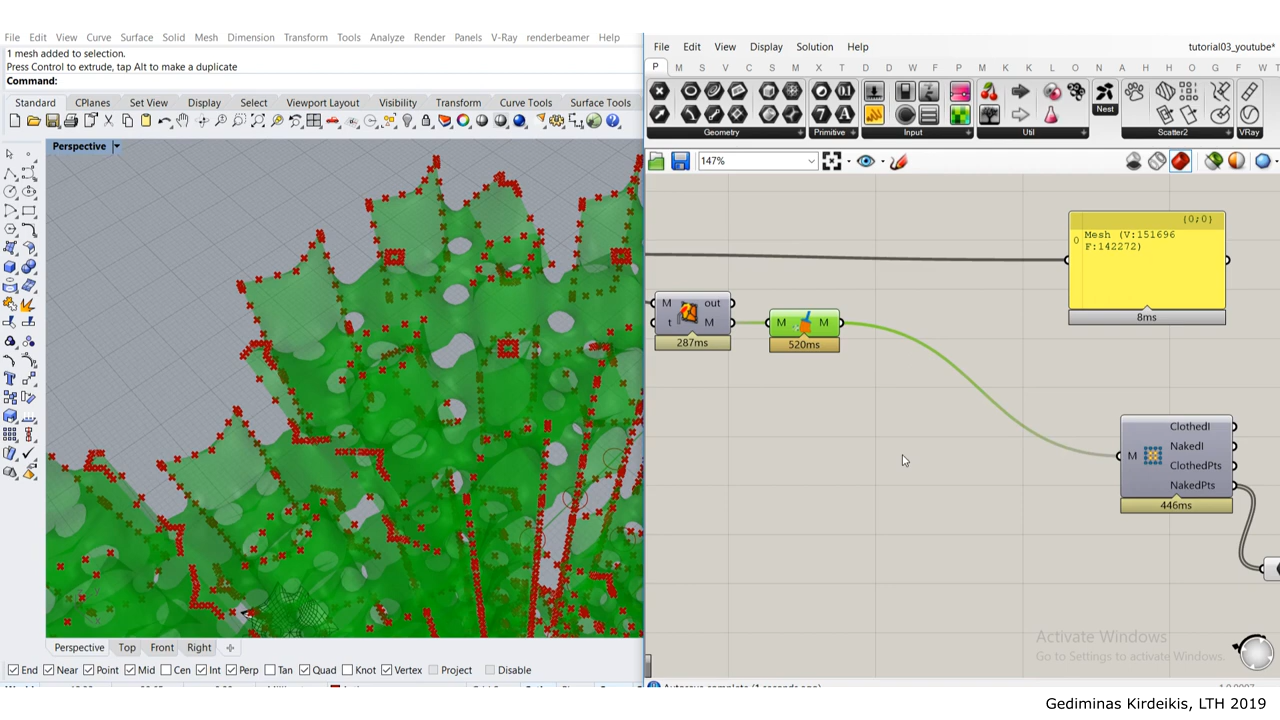 File Edit View Curve Surface Solid Mesh Dimension Transform Tools Analyze Render Panels V-Ray renderbeamer Help
1 mesh added to selection.
Press Control to extrude, tap Alt to make a duplicate
Command:
Standard CPlanes Set View Display Select Viewport Layout Visibility Transform Curve Tools Surface Tools
Perspective
Perspective Top Front Right
End Near Point Mid Cen Int Perp Tan Quad Knot Vertex Project Disable
File Edit View Display Solution Help tutorial03_youtube*
P M S V C S M X T D D W F P M K L O N A H H O G F W T
Geometry Primitive Input Util Nest Scatter2 VRay
147%
{0;0}
0 Mesh (V:151696
F:142272)
8ms
M out
t M
287ms
M M
520ms
ClothedI
NakedI
M
ClothedPts
NakedPts
446ms
Activate Windows
Go to Settings to activate Windows.
Gediminas Kirdeikis, LTH 2019